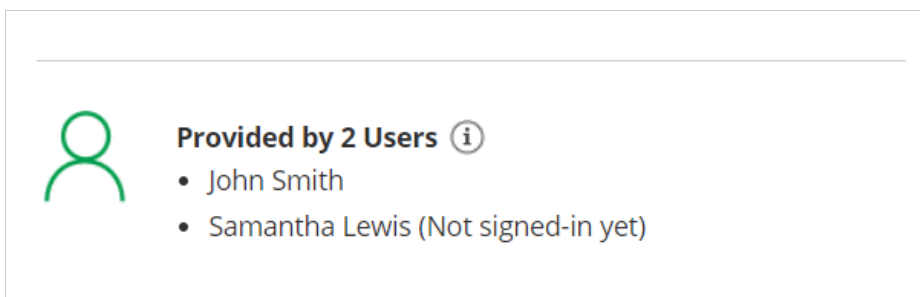 Provided by 2 Users i
• John Smith
• Samantha Lewis (Not signed-in yet)